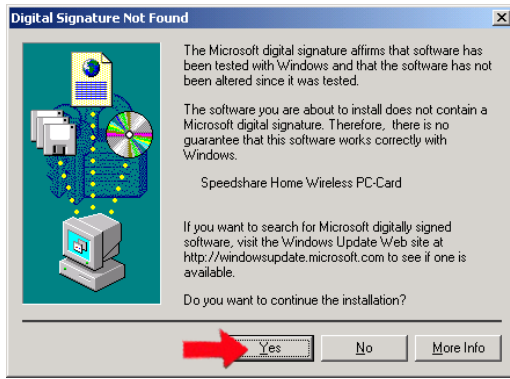 Digital Signature Not Found
The Microsoft digital signature affirms that software has
been tested with Windows and that the software has not
been altered since it was tested.
The software you are about to install does not contain a
Microsoft digital signature. Therefore, there is no
guarantee that this software works correctly with
Windows.
Speedshare Home Wireless PC-Card
If you want to search for Microsoft digitally signed
software, visit the Windows Update Web site at
http://windowsupdate.microsoft.com to see if one is
available.
Do you want to continue the installation?
Yes No More Info